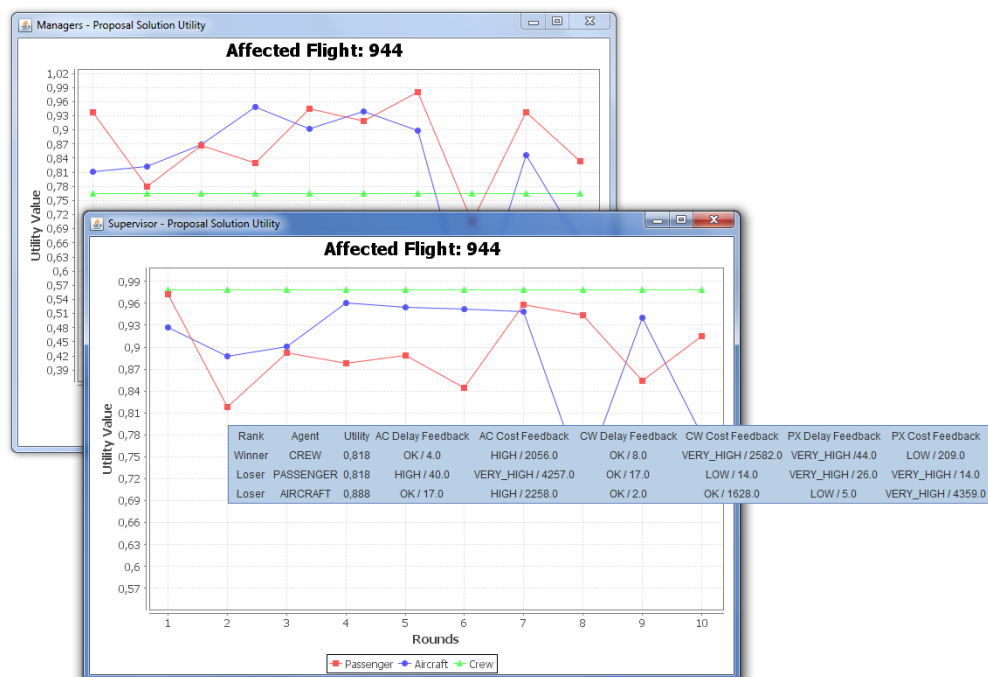 Managers - Proposal Solution Utility
Affected Flight: 944
1,02
0,99
0,96
0,93
0,9
0,87
0,84
0,81
0,78
0,75
0,72
0,69
0,66
0,63
0,6
0,57
0,54
0,51
0,48
0,45
0,42
0,39
Utility Value
Supervisor - Proposal Solution Utility
Affected Flight: 944
0,99
0,96
0,93
0,9
0,87
0,84
0,81
0,78
0,75
0,72
0,69
0,66
0,63
0,6
0,57
Utility Value
Rank Agent Utility AC Delay Feedback AC Cost Feedback CW Delay Feedback CW Cost Feedback PX Delay Feedback PX Cost Feedback
Winner CREW 0,818 OK / 4.0 HIGH / 2056.0 OK / 8.0 VERY_HIGH / 2582.0 VERY_HIGH /44.0 LOW / 209.0
Loser PASSENGER 0,818 HIGH / 40.0 VERY_HIGH / 4257.0 OK / 17.0 LOW / 14.0 VERY_HIGH / 26.0 VERY_HIGH / 14.0
Loser AIRCRAFT 0,888 OK / 17.0 HIGH / 2258.0 OK / 2.0 OK / 1628.0 LOW / 5.0 VERY_HIGH / 4359.0
1 2 3 4 5 6 7 8 9 10
Rounds
Passenger Aircraft Crew